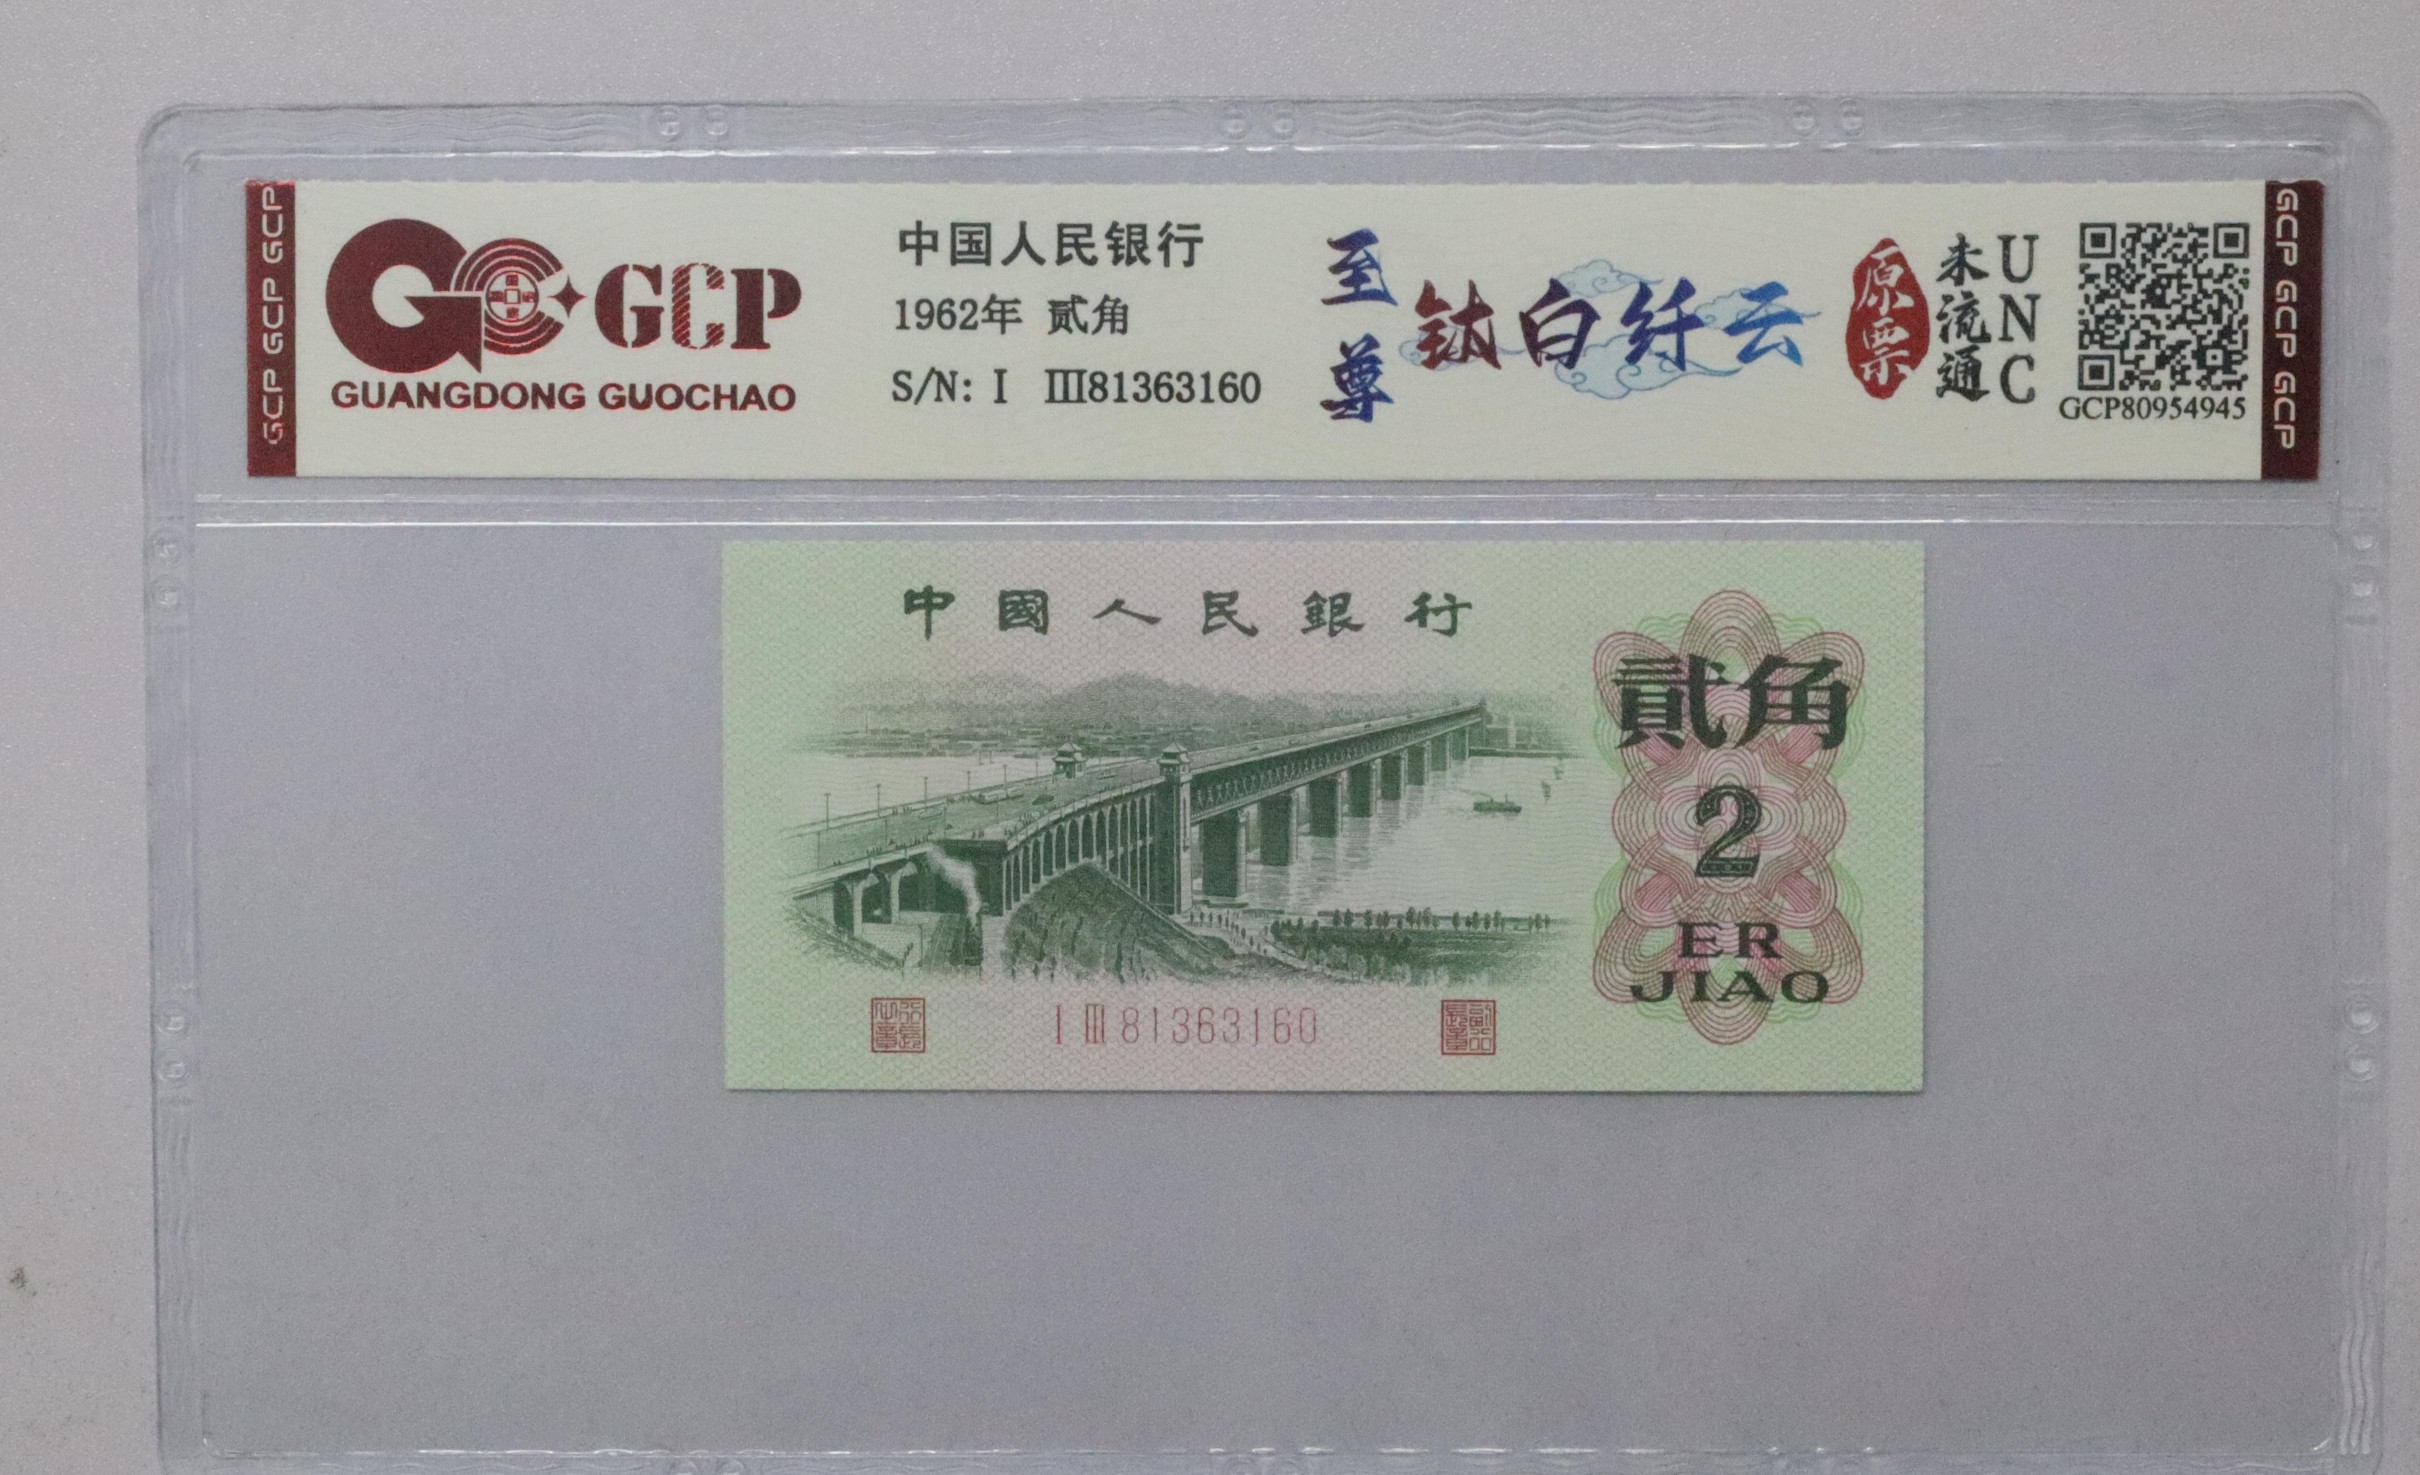 GCP GCP GCP
GCP
GUANGDONG GUOCHAO
中国人民银行
1962年 贰角
S/N: I III81363160
至尊
钛白纤云
原票
未流通
UNC
GCP80954945
GCP GCP GCP
中國人民銀行
貳角
2
ER
JIAO
I III 81363160